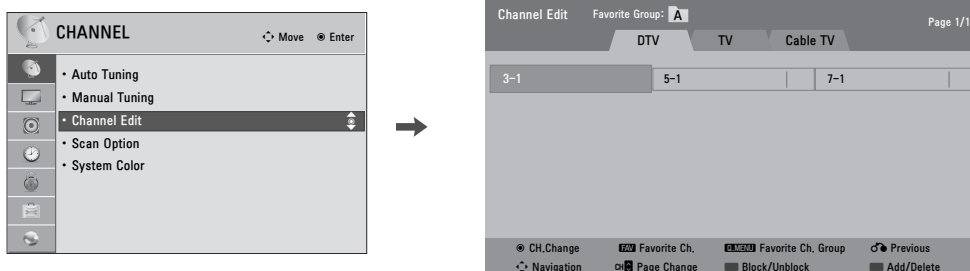 CHANNEL
Move Enter
• Auto Tuning
• Manual Tuning
• Channel Edit
• Scan Option
• System Color
Channel Edit Favorite Group: A Page 1/1
DTV TV Cable TV
3-1 5-1 7-1
CH.Change FAV Favorite Ch. Q.MENU Favorite Ch. Group Previous
Navigation CH Page Change Block/Unblock Add/Delete